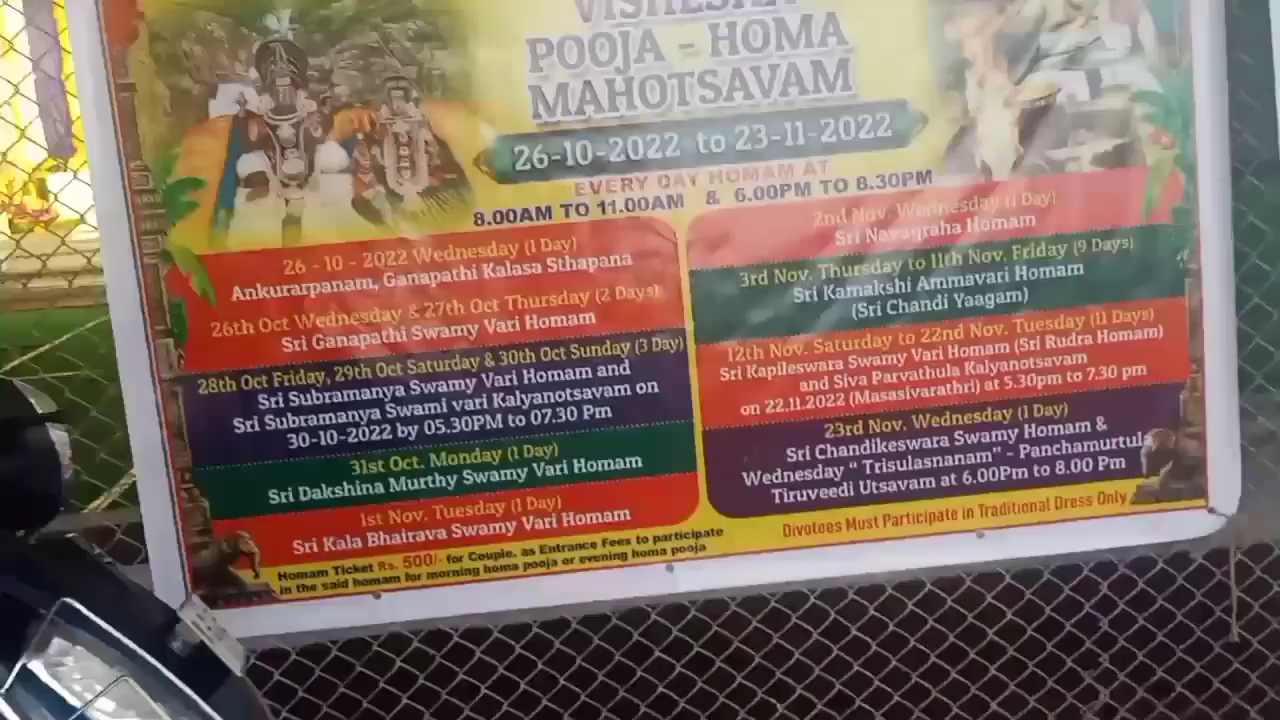 POOJA - HOMA
MAHOTSAVAM
26-10-2022 to 23-11-2022
EVERY DAY HOMAM AT
8.00AM TO 11.00AM & 6.00PM TO 8.30PM
26 - 10 - 2022 Wednesday (1 Day)
Ankurarpanam, Ganapathi Kalasa Sthapana
26th Oct Wednesday & 27th Oct Thursday (2 Days)
Sri Ganapathi Swamy Vari Homam
28th Oct Friday, 29th Oct Saturday & 30th Oct Sunday (3 Day)
Sri Subramanya Swamy Vari Homam and
Sri Subramanya Swami vari Kalyanotsavam on
30-10-2022 by 05.30PM to 07.30 Pm
31st Oct. Monday (1 Day)
Sri Dakshina Murthy Swamy Vari Homam
1st Nov. Tuesday (1 Day)
Sri Kala Bhairava Swamy Vari Homam
2nd Nov. Wednesday (1 Day)
Sri Navagraha Homam
3rd Nov. Thursday to 11th Nov. Friday (9 Days)
Sri Kamakshi Ammavari Homam
(Sri Chandi Yaagam)
12th Nov. Saturday to 22nd Nov. Tuesday (11 Days)
Sri Kapileswara Swamy Vari Homam (Sri Rudra Homam)
and Siva Parvathula Kalyanotsavam
on 22.11.2022 (Masasivarathri) at 5.30pm to 7.30 pm
23rd Nov. Wednesday (1 Day)
Sri Chandikeswara Swamy Homam &
Wednesday “ Trisulasnanam” - Panchamurtula
Tiruveedi Utsavam at 6.00Pm to 8.00 Pm
Homam Ticket Rs. 500/- for Couple. as Entrance Fees to participate
in the said homam for morning homa pooja or evening homa pooja
Divotees Must Participate in Traditional Dress Only